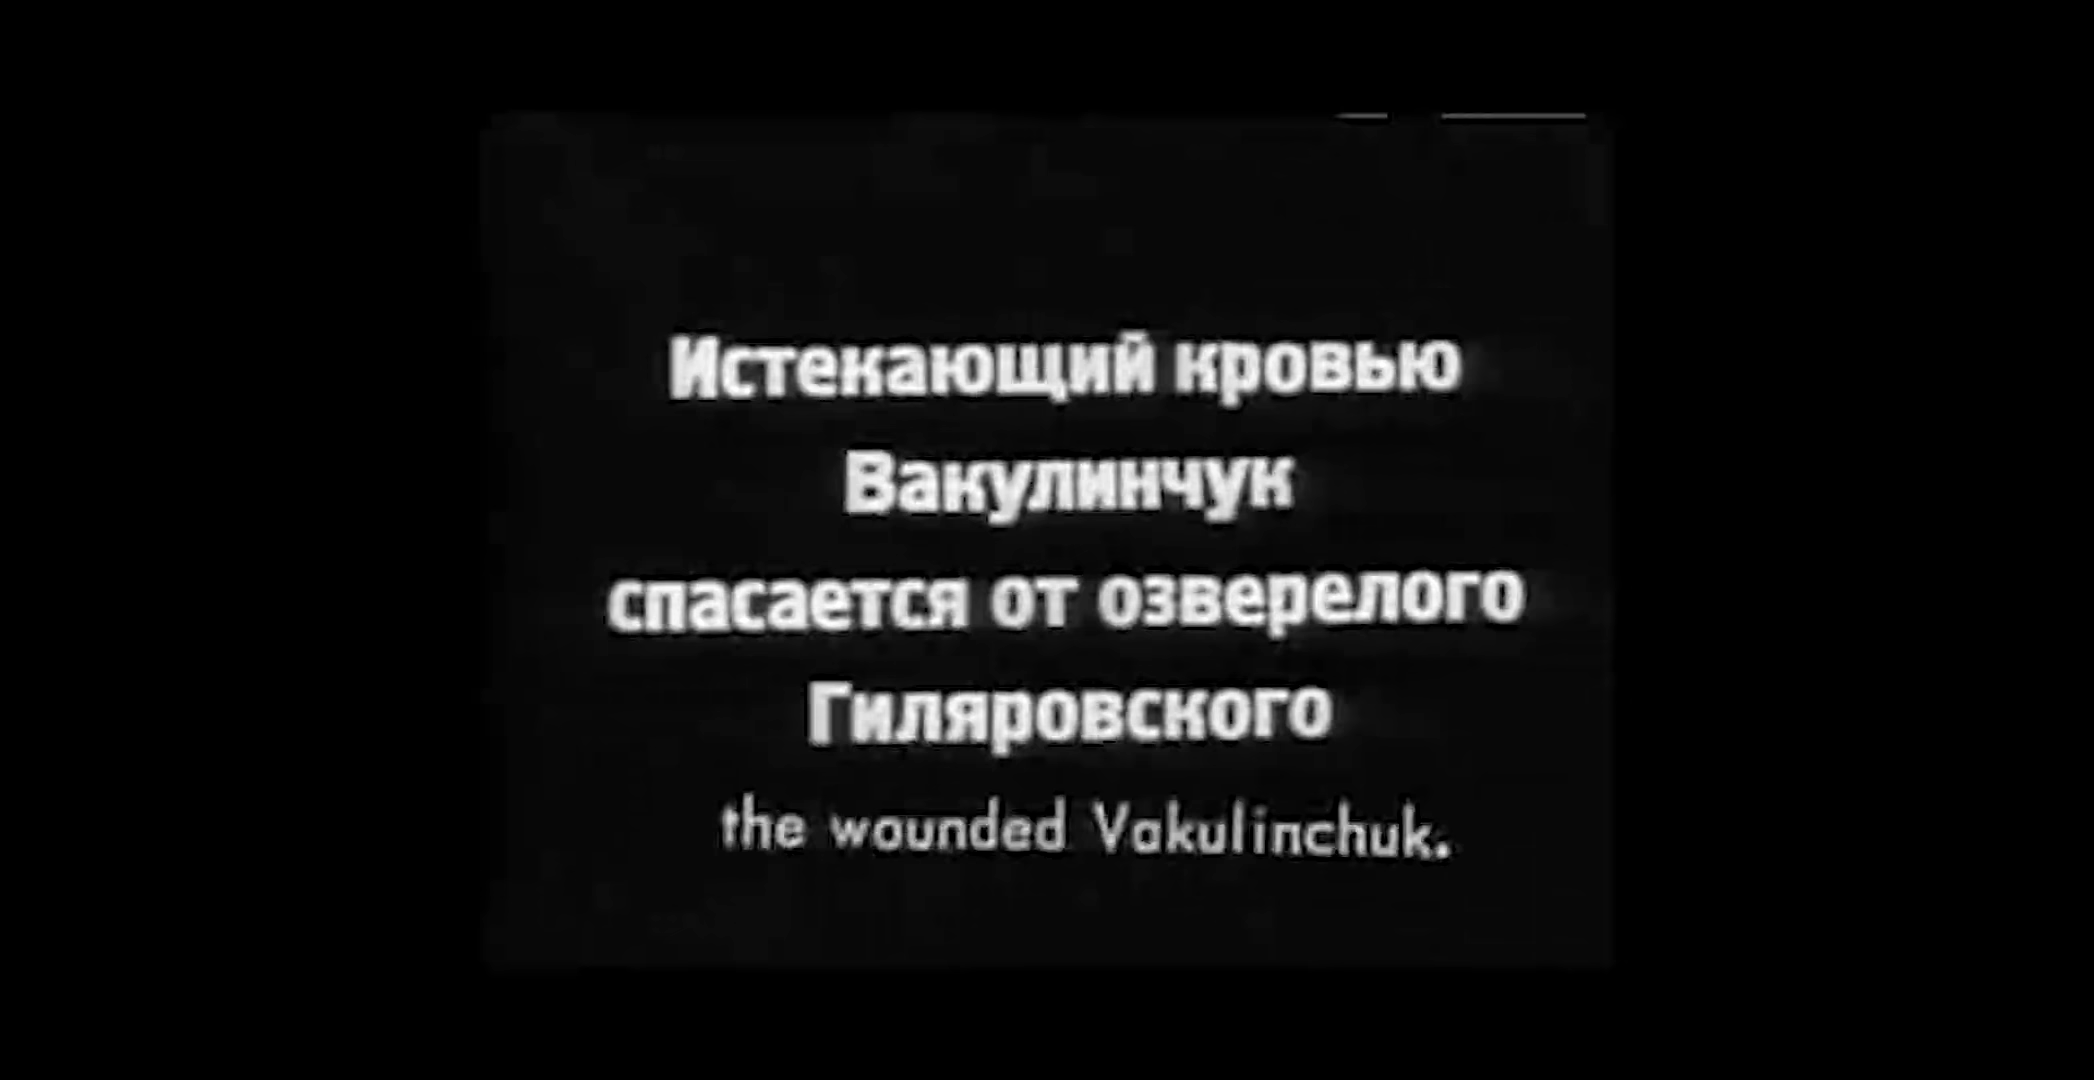 Истекающий кровью
Вакулинчук
спасается от озверелого
Гиляровского
the wounded Vakulinchuk.